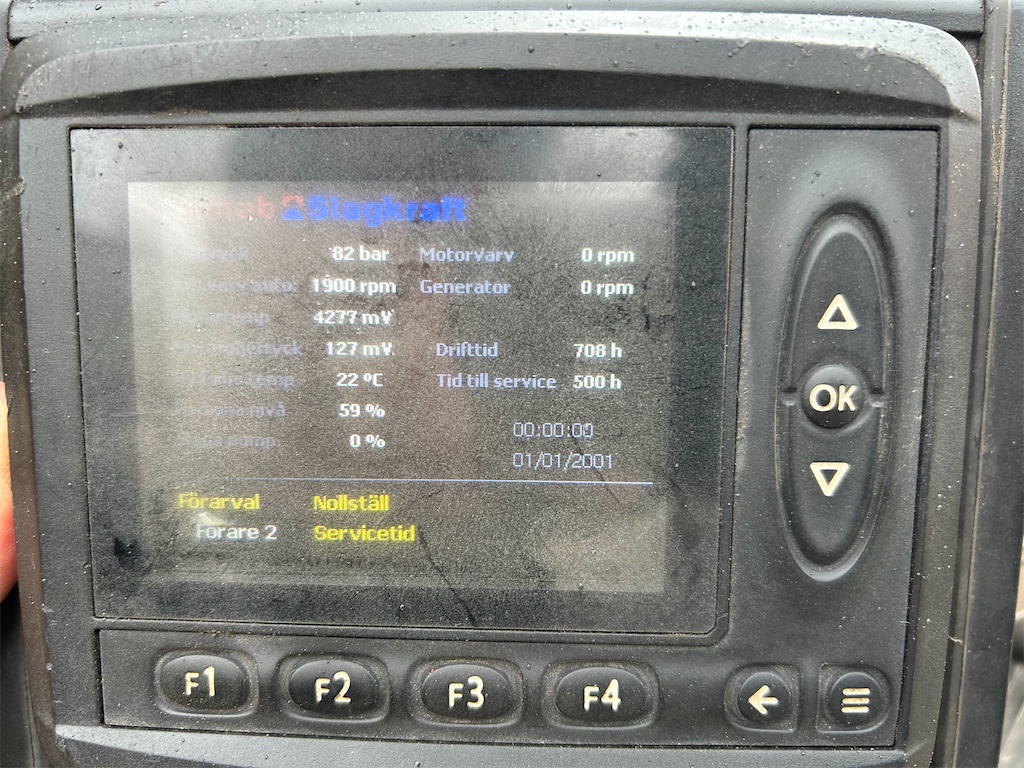 Slagkraft
82 bar Motorvarv 0 rpm
1900 rpm Generator 0 rpm
4277 mV
127 mV Drifttid 708 h
22 ºC Tid till service 500 h
59 %
0 %
00:00:00
01/01/2001
Förarval Nollställ
Förare 2 Servicetid
OK
F1 F2 F3 F4